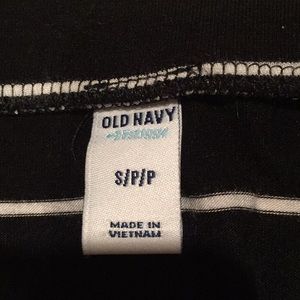 OLD NAVY
S/P/P
MADE IN
VIETNAM